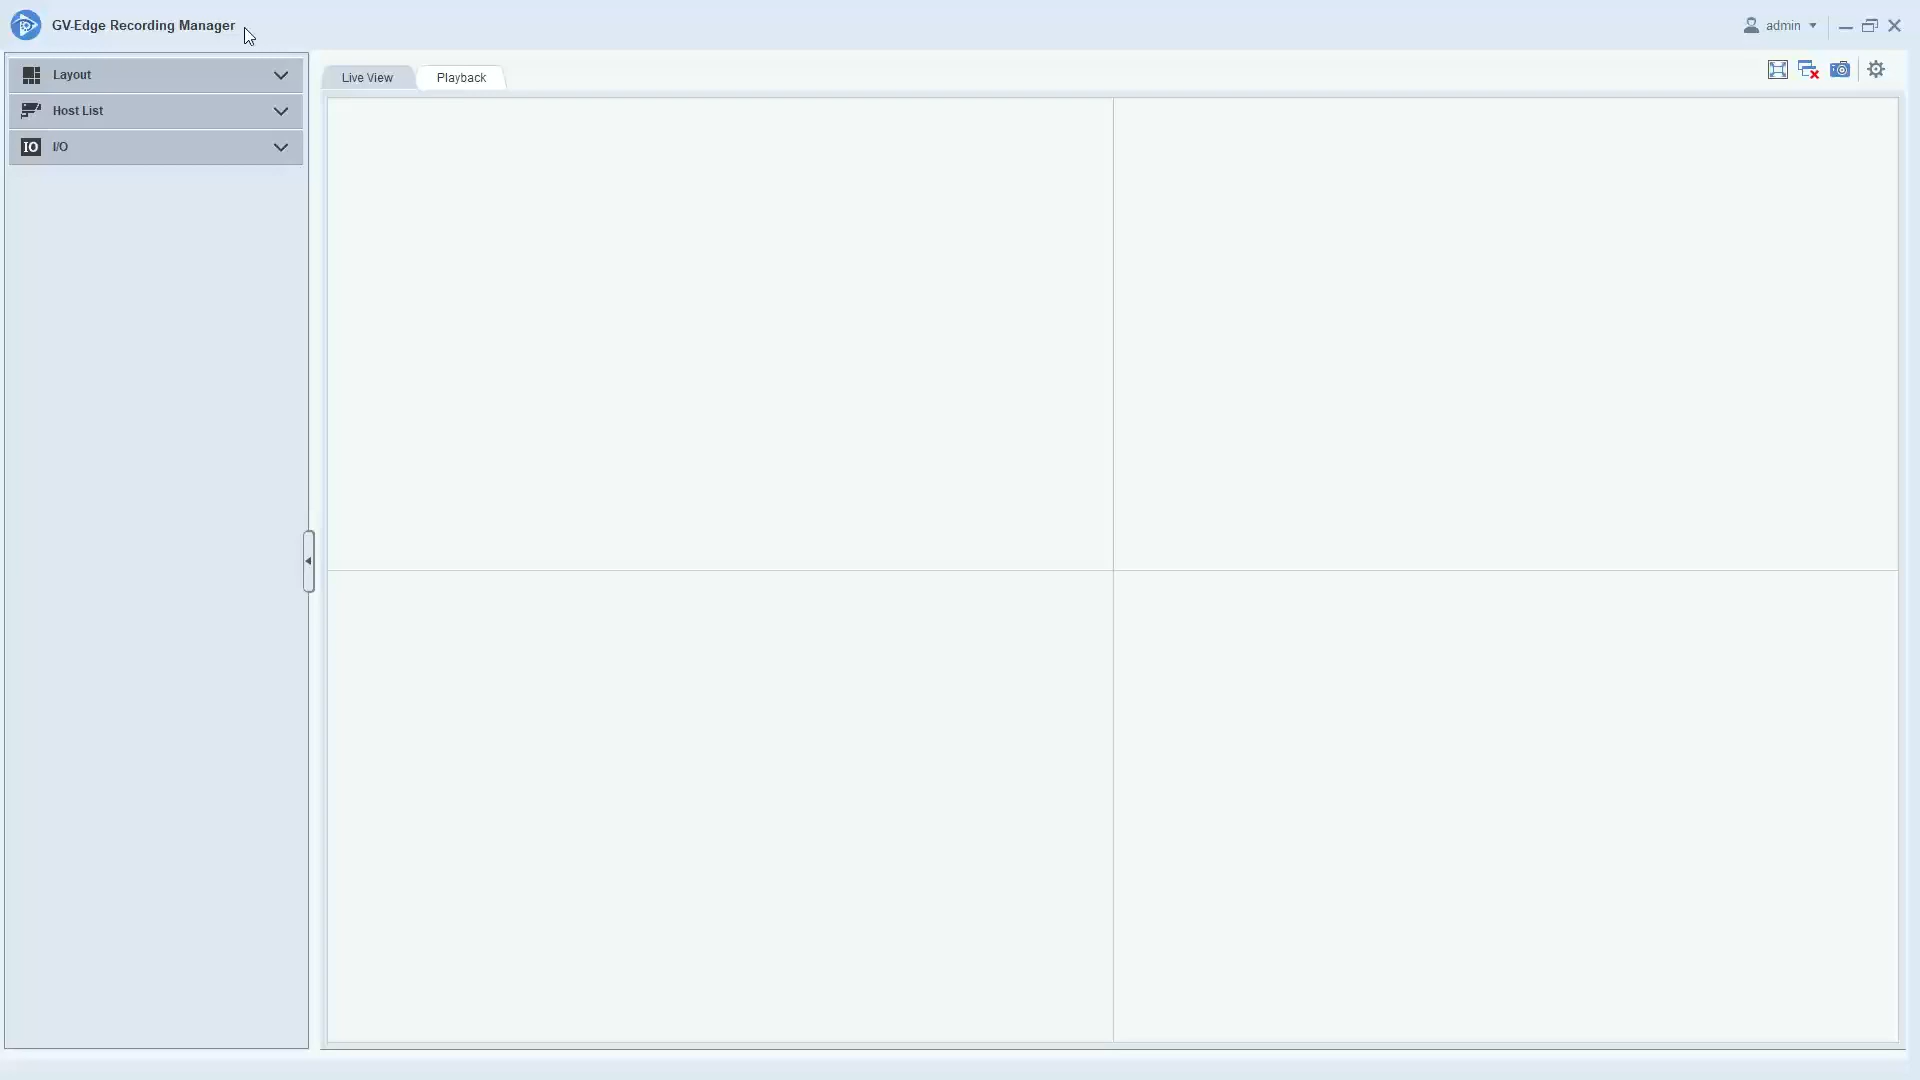 GV-Edge Recording Manager
admin
Layout
Host List
IO I/O
Live View
Playback